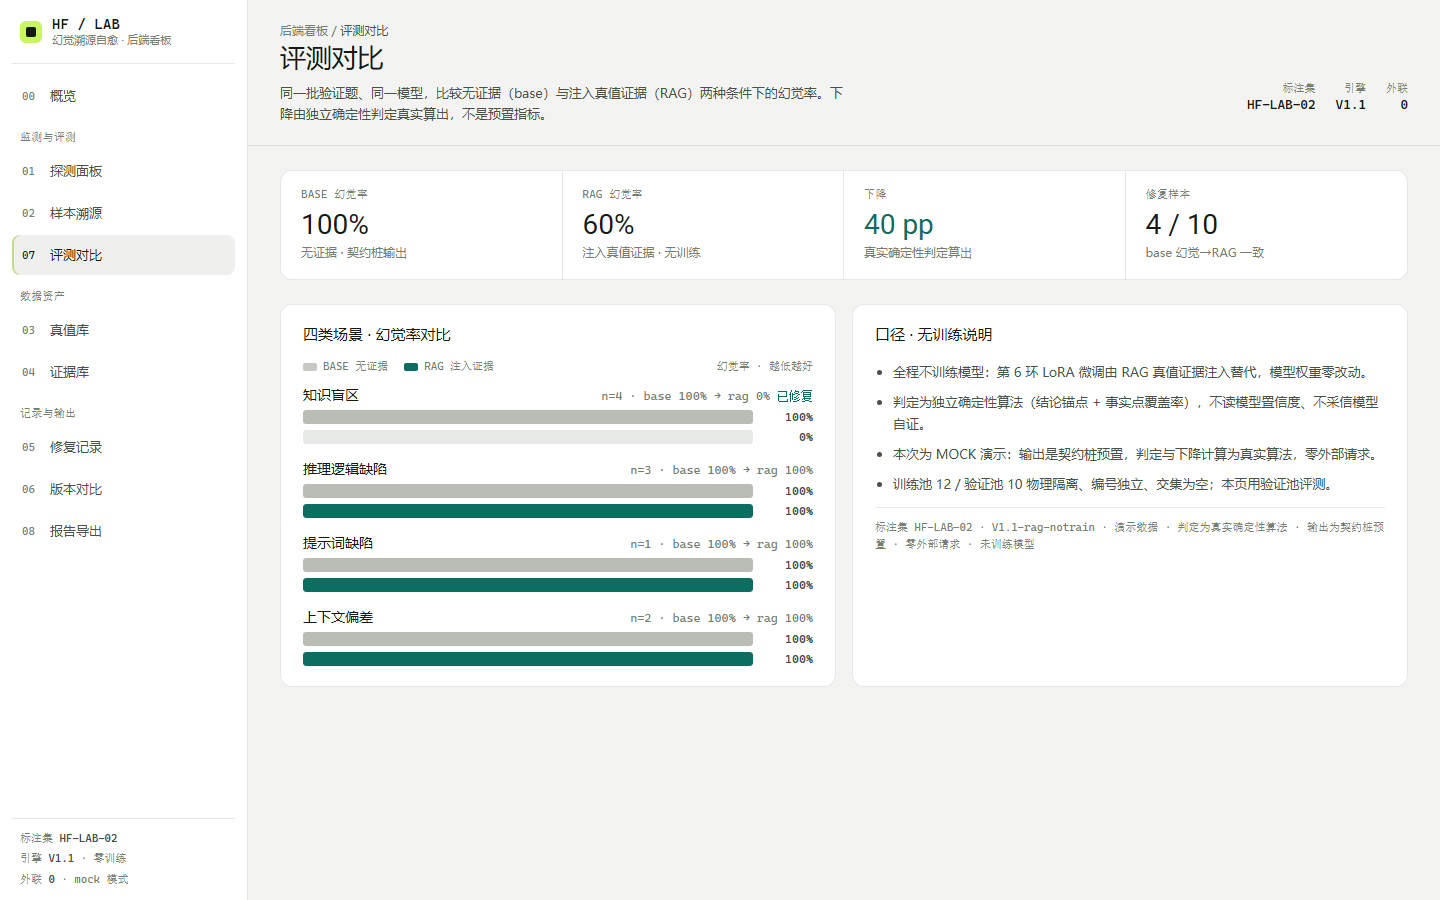 HF / LAB
幻觉溯源自愈 · 后端看板
00 概览
监测与评测
01 探测面板
02 样本溯源
07 评测对比
数据资产
03 真值库
04 证据库
记录与输出
05 修复记录
06 版本对比
08 报告导出
标注集 HF-LAB-02
引擎 V1.1 · 零训练
外联 0 · mock 模式
后端看板 / 评测对比
评测对比
同一批验证题、同一模型，比较无证据（base）与注入真值证据（RAG）两种条件下的幻觉率。下
降由独立确定性判定真实算出，不是预置指标。
标注集 引擎 外联
HF-LAB-02 V1.1 0
BASE 幻觉率
100%
无证据 · 契约桩输出
RAG 幻觉率
60%
注入真值证据 · 无训练
下降
40 pp
真实确定性判定算出
修复样本
4 / 10
base 幻觉→RAG 一致
四类场景 · 幻觉率对比
BASE 无证据 RAG 注入证据 幻觉率 · 越低越好
知识盲区 n=4 · base 100% → rag 0% 已修复
100%
0%
推理逻辑缺陷 n=3 · base 100% → rag 100%
100%
100%
提示词缺陷 n=1 · base 100% → rag 100%
100%
100%
上下文偏差 n=2 · base 100% → rag 100%
100%
100%
口径 · 无训练说明
• 全程不训练模型：第 6 环 LoRA 微调由 RAG 真值证据注入替代，模型权重零改动。
• 判定为独立确定性算法（结论锚点 + 事实点覆盖率），不读模型置信度、不采信模型
自证。
• 本次为 MOCK 演示：输出是契约桩预置，判定与下降计算为真实算法，零外部请求。
• 训练池 12 / 验证池 10 物理隔离、编号独立、交集为空；本页用验证池评测。
标注集 HF-LAB-02 · V1.1-rag-notrain · 演示数据 · 判定为真实确定性算法 · 输出为契约桩预
置 · 零外部请求 · 未训练模型